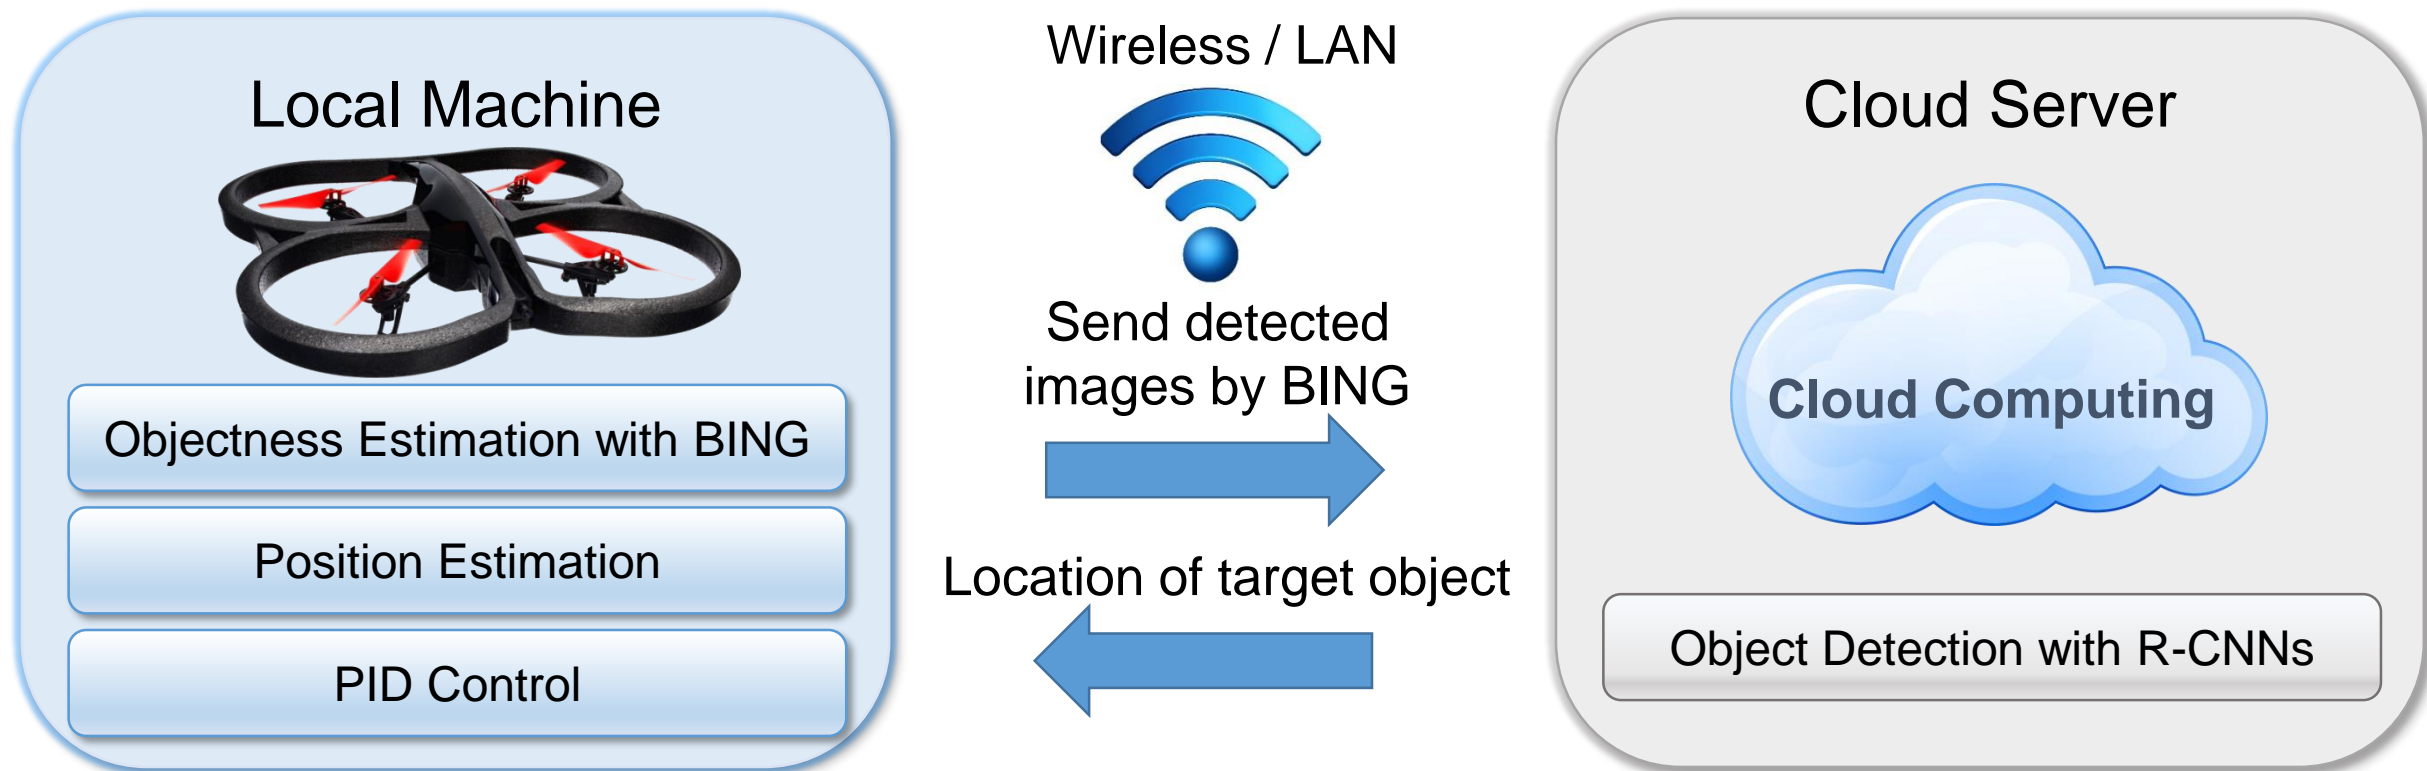 Local Machine
Objectness Estimation with BING
Position Estimation
PID Control
Wireless / LAN
Send detected
images by BING
Location of target object
Cloud Server
Cloud Computing
Object Detection with R-CNNs